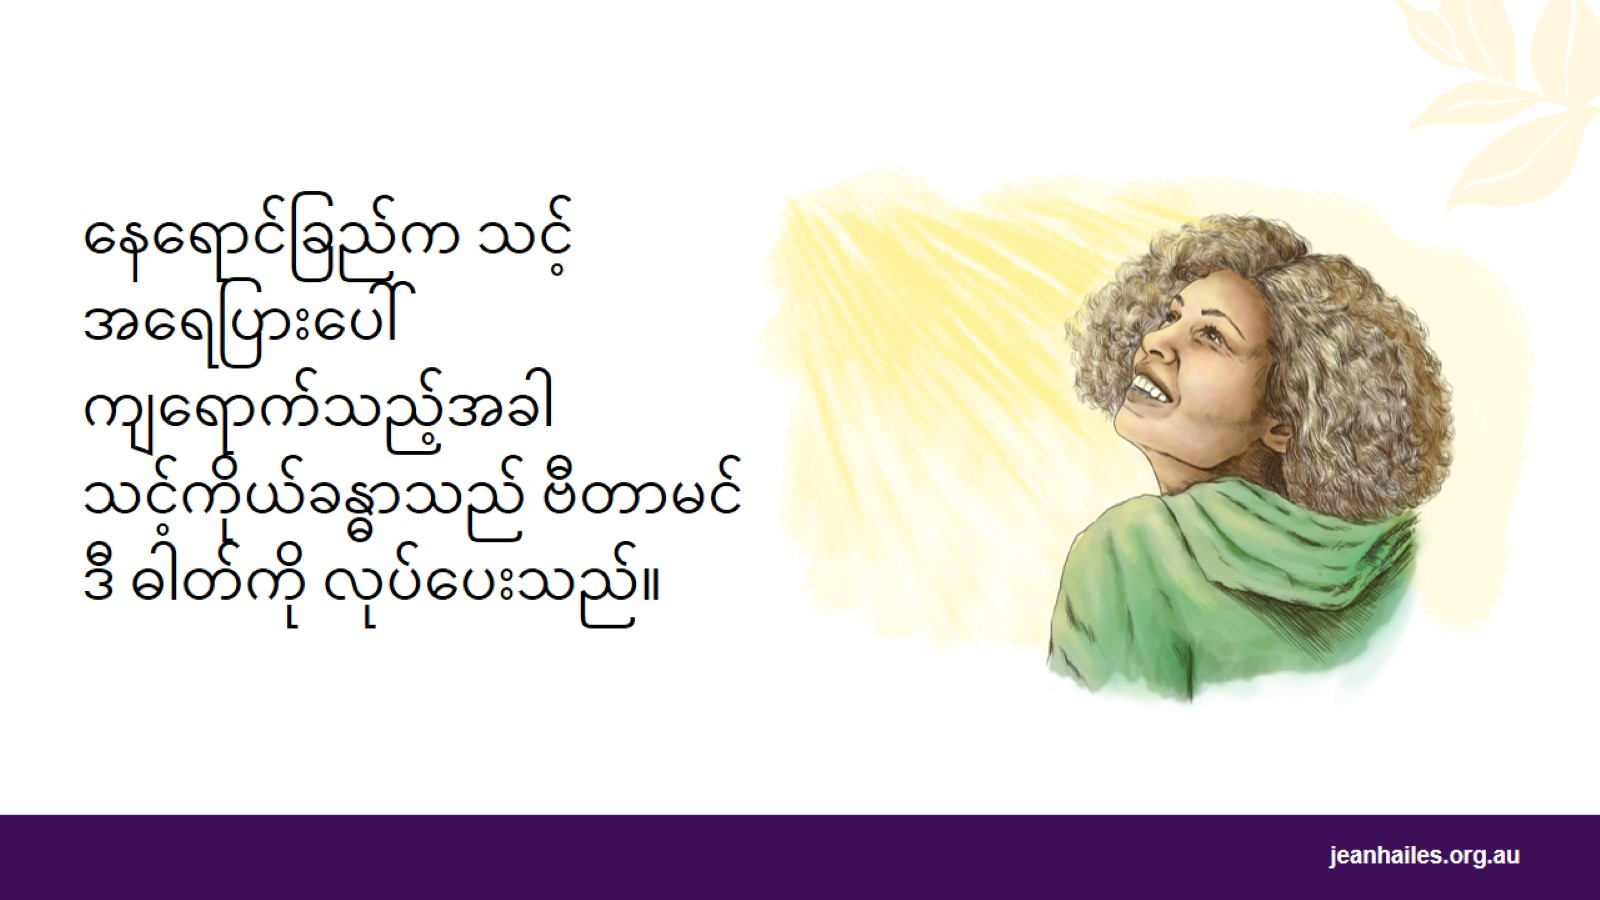 နေရောင်ခြည်က သင့်
အရေပြားပေါ်
ကျရောက်သည့်အခါ
သင့်ကိုယ်ခန္ဓာသည် ဗီတာမင်
ဒီ ဓါတ်ကို လုပ်ပေးသည်။
jeanhailes.org.au